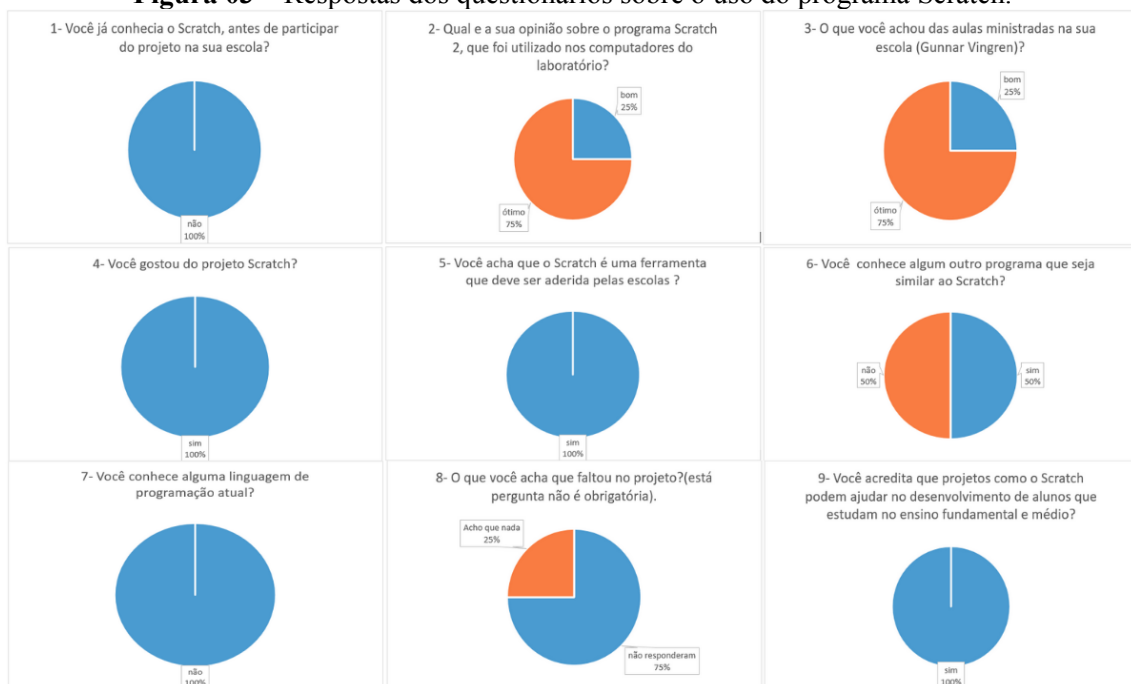 Figura 03 – Respostas dos questionários sobre o uso do programa Scratch.
1- Você já conhecia o Scratch, antes de participar
do projeto na sua escola?
não
100%
2- Qual e a sua opinião sobre o programa Scratch
2, que foi utilizado nos computadores do
laboratório?
bom
25%
ótimo
75%
3- O que você achou das aulas ministradas na sua
escola (Gunnar Vingren)?
bom
25%
ótimo
75%
4- Você gostou do projeto Scratch?
sim
100%
5- Você acha que o Scratch é uma ferramenta
que deve ser aderida pelas escolas ?
sim
100%
6- Você conhece algum outro programa que seja
similar ao Scratch?
não
50%
sim
50%
7- Você conhece alguma linguagem de
programação atual?
não
100%
8- O que você acha que faltou no projeto?(está
pergunta não é obrigatória).
Acho que nada
25%
não responderam
75%
9- Você acredita que projetos como o Scratch
podem ajudar no desenvolvimento de alunos que
estudam no ensino fundamental e médio?
sim
100%